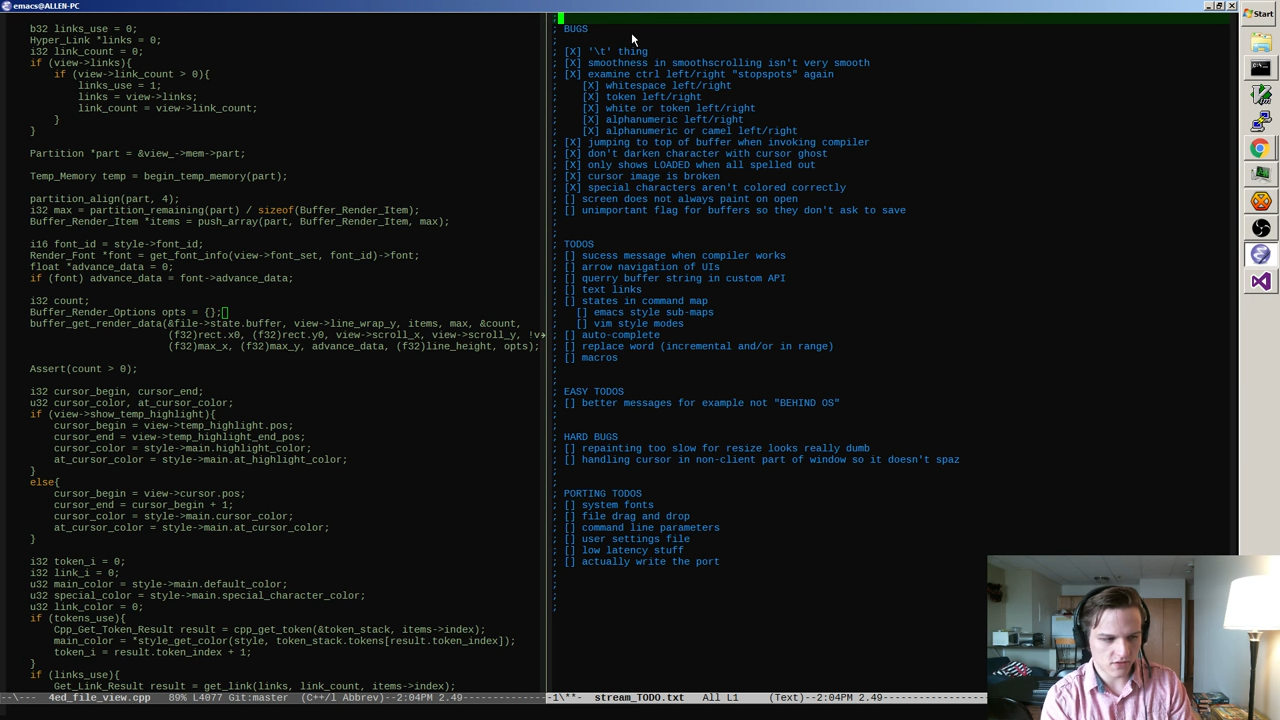 emacs@ALLEN-PC
Start
b32 links_use = 0;
Hyper_Link *links = 0;
i32 link_count = 0;
if (view->links){
if (view->link_count > 0){
links_use = 1;
links = view->links;
link_count = view->link_count;
}
}
Partition *part = &view_->mem->part;
Temp_Memory temp = begin_temp_memory(part);
partition_align(part, 4);
i32 max = partition_remaining(part) / sizeof(Buffer_Render_Item);
Buffer_Render_Item *items = push_array(part, Buffer_Render_Item, max);
i16 font_id = style->font_id;
Render_Font *font = get_font_info(view->font_set, font_id)->font;
float *advance_data = 0;
if (font) advance_data = font->advance_data;
i32 count;
Buffer_Render_Options opts = {};
buffer_get_render_data(&file->state.buffer, view->line_wrap_y, items, max, &count,
(f32)rect.x0, (f32)rect.y0, view->scroll_x, view->scroll_y, !v
(f32)max_x, (f32)max_y, advance_data, (f32)line_height, opts);
Assert(count > 0);
i32 cursor_begin, cursor_end;
u32 cursor_color, at_cursor_color;
if (view->show_temp_highlight){
cursor_begin = view->temp_highlight.pos;
cursor_end = view->temp_highlight_end_pos;
cursor_color = style->main.highlight_color;
at_cursor_color = style->main.at_highlight_color;
}
else{
cursor_begin = view->cursor.pos;
cursor_end = cursor_begin + 1;
cursor_color = style->main.cursor_color;
at_cursor_color = style->main.at_cursor_color;
}
i32 token_i = 0;
i32 link_i = 0;
u32 main_color = style->main.default_color;
u32 special_color = style->main.special_character_color;
u32 link_color = 0;
if (tokens_use){
Cpp_Get_Token_Result result = cpp_get_token(&token_stack, items->index);
main_color = *style_get_color(style, token_stack.tokens[result.token_index]);
token_i = result.token_index + 1;
}
if (links_use){
Get_Link_Result result = get_link(links, link_count, items->index);
--\--- 4ed_file_view.cpp 89% L4077 Git:master (C++/l Abbrev)--2:04PM 2.49
;
; BUGS
;
; [X] '\t' thing
; [X] smoothness in smoothscrolling isn't very smooth
; [X] examine ctrl left/right "stopspots" again
; [X] whitespace left/right
; [X] token left/right
; [X] white or token left/right
; [X] alphanumeric left/right
; [X] alphanumeric or camel left/right
; [X] jumping to top of buffer when invoking compiler
; [X] don't darken character with cursor ghost
; [X] only shows LOADED when all spelled out
; [X] cursor image is broken
; [X] special characters aren't colored correctly
; [] screen does not always paint on open
; [] unimportant flag for buffers so they don't ask to save
;
;
; TODOS
; [] sucess message when compiler works
; [] arrow navigation of UIs
; [] querry buffer string in custom API
; [] text links
; [] states in command map
; [] emacs style sub-maps
; [] vim style modes
; [] auto-complete
; [] replace word (incremental and/or in range)
; [] macros
;
;
; EASY TODOS
; [] better messages for example not "BEHIND OS"
;
;
; HARD BUGS
; [] repainting too slow for resize looks really dumb
; [] handling cursor in non-client part of window so it doesn't spaz
;
;
; PORTING TODOS
; [] system fonts
; [] file drag and drop
; [] command line parameters
; [] user settings file
; [] low latency stuff
; [] actually write the port
;
;
;
;
-1\**- stream_TODO.txt All L1 (Text)--2:04PM 2.49